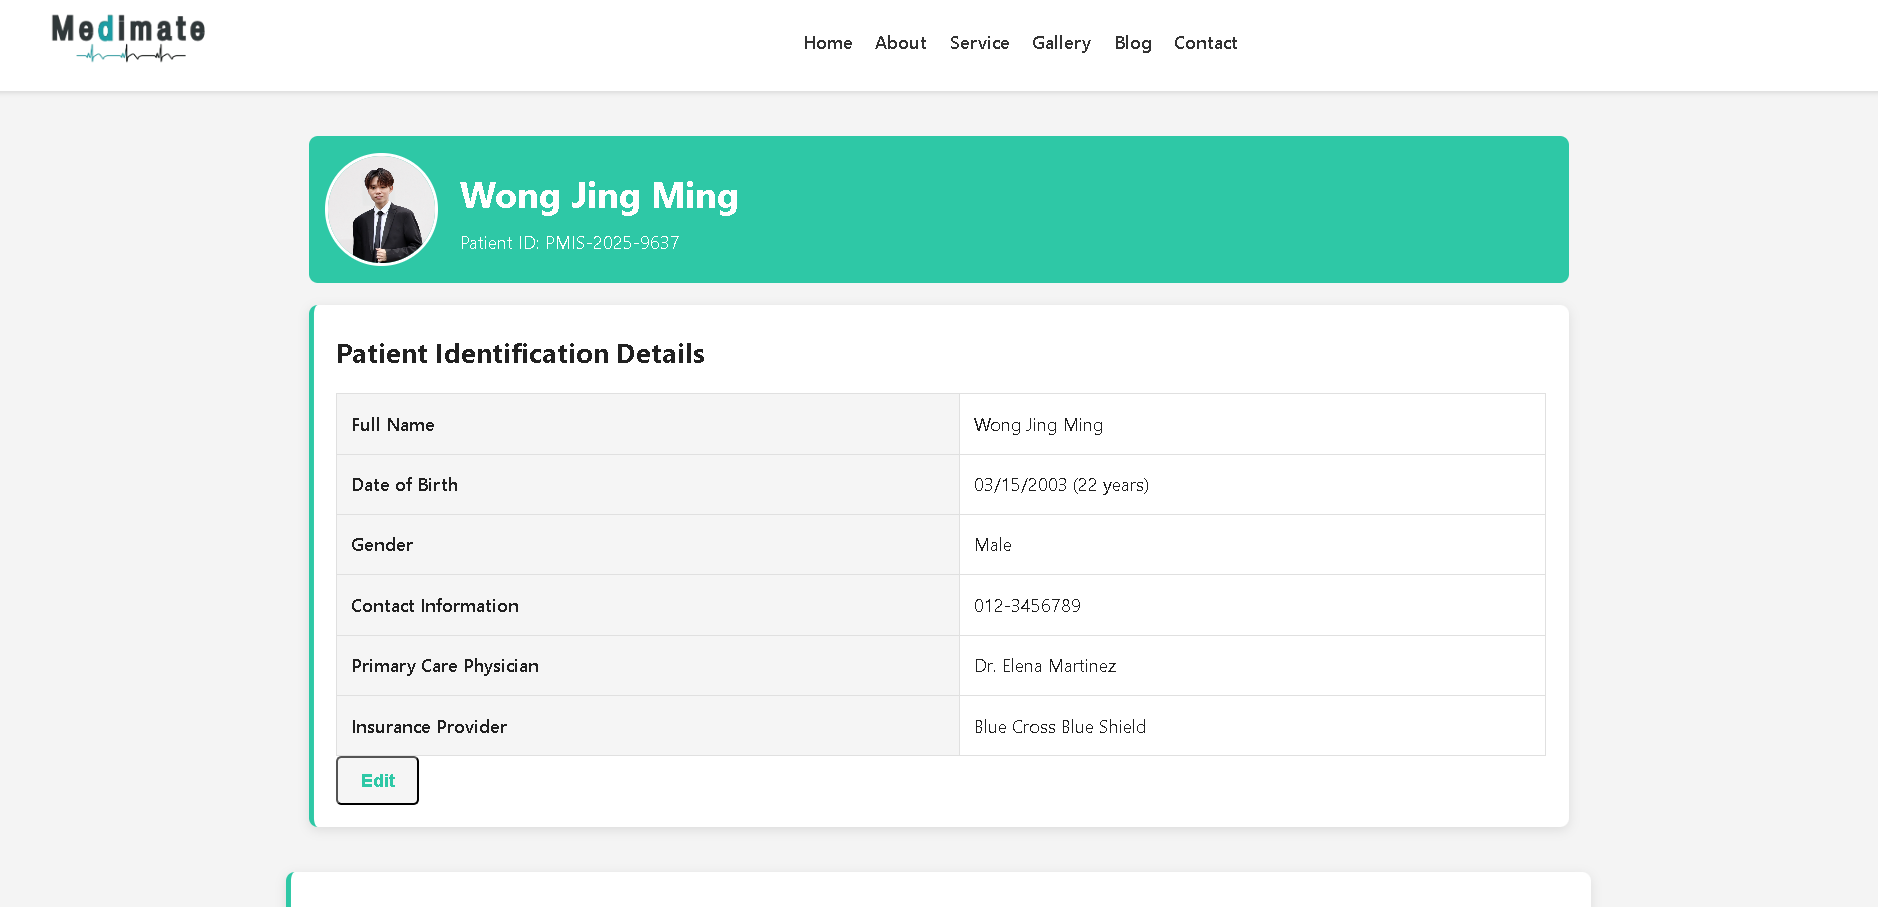 Medimate
Home About Service Gallery Blog Contact
Wong Jing Ming
Patient ID: PMIS-2025-9637
Patient Identification Details
Full Name Wong Jing Ming
Date of Birth 03/15/2003 (22 years)
Gender Male
Contact Information 012-3456789
Primary Care Physician Dr. Elena Martinez
Insurance Provider Blue Cross Blue Shield
Edit